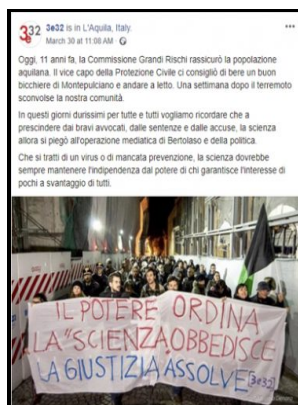 3e32
3e32 is in L'Aquila, Italy.
March 30 at 11:08 AM ·
Oggi, 11 anni fa, la Commissione Grandi Rischi rassicurò la popolazione
aquilana. Il vice capo della Protezione Civile ci consigliò di bere un buon
bicchiere di Montepulciano e andare a letto. Una settimana dopo il terremoto
sconvolse la nostra comunità.
In questi giorni durissimi per tutte e tutti vogliamo ricordare che a
prescindere dai bravi avvocati, dalle sentenze e dalle accuse, la scienza
allora si piegò all'operazione mediatica di Bertolaso e della politica.
Che si tratti di un virus o di mancata prevenzione, la scienza dovrebbe
sempre mantenere l'indipendenza dal potere di chi garantisce l'interesse di
pochi a svantaggio di tutti.
IL POTERE ORDINA
LA "SCIENZA OBBEDISCE
LA GIUSTIZIA ASSOLVE [3e32]